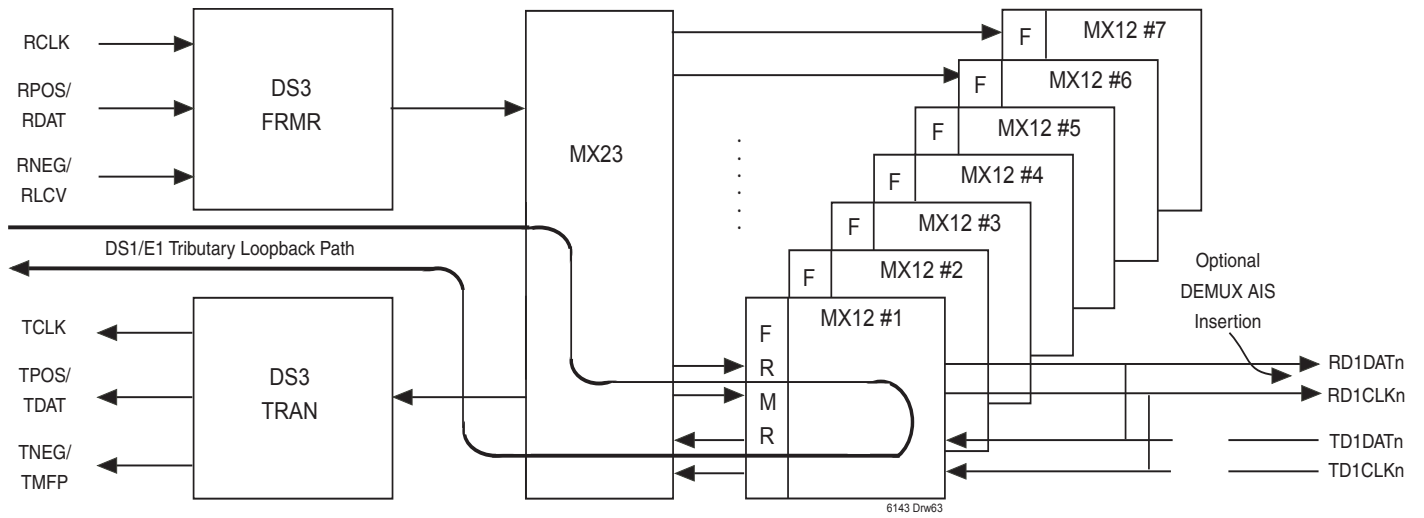 RCLK
RPOS/
RDAT
RNEG/
RLCV
DS3
FRMR
MX23
F
MX12 #7
F
MX12 #6
F
MX12 #5
F
MX12 #4
F
MX12 #3
F
MX12 #2
F
R
M
R
MX12 #1
DS1/E1 Tributary Loopback Path
TCLK
TPOS/
TDAT
TNEG/
TMFP
DS3
TRAN
Optional
DEMUX AIS
Insertion
RD1DATn
RD1CLKn
TD1DATn
TD1CLKn
6143 Drw63